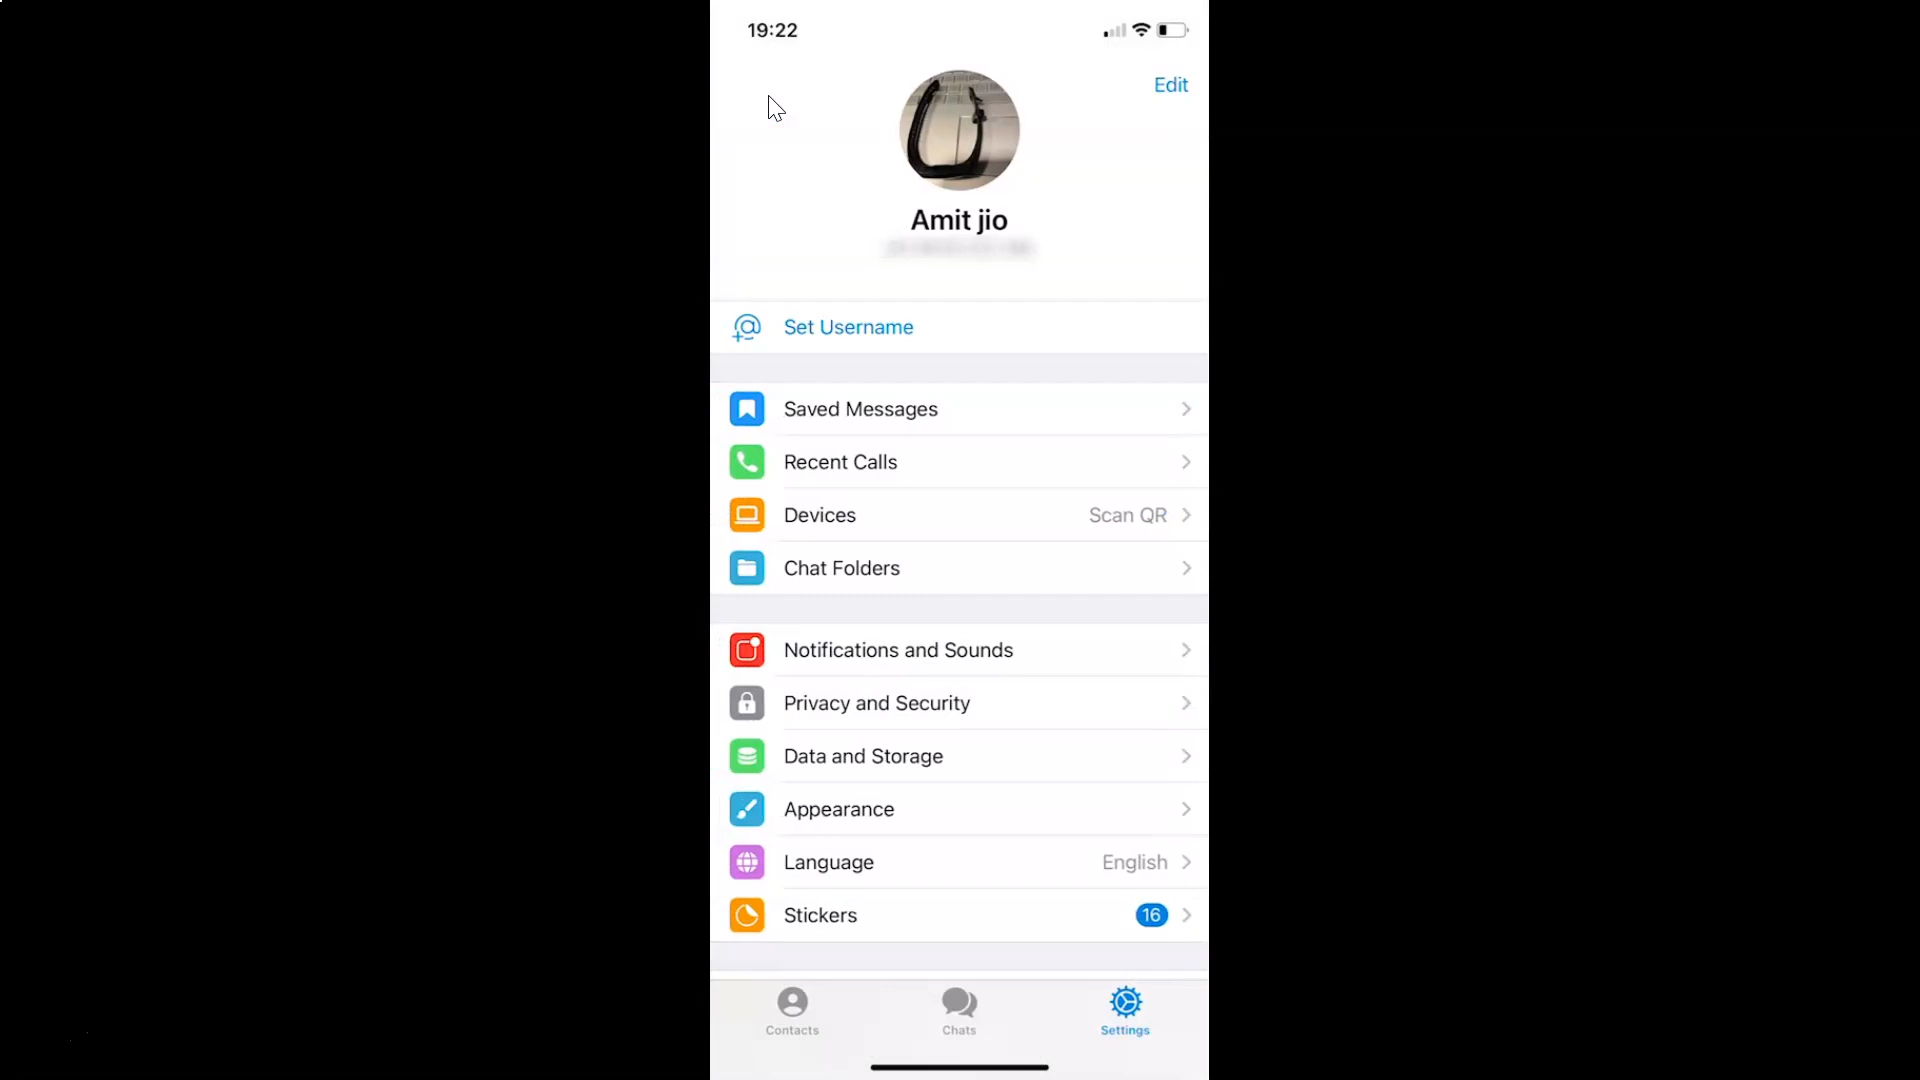 19:22
Edit
Amit jio
Set Username
Saved Messages
Recent Calls
Devices Scan QR
Chat Folders
Notifications and Sounds
Privacy and Security
Data and Storage
Appearance
Language English
Stickers 16
Contacts Chats Settings